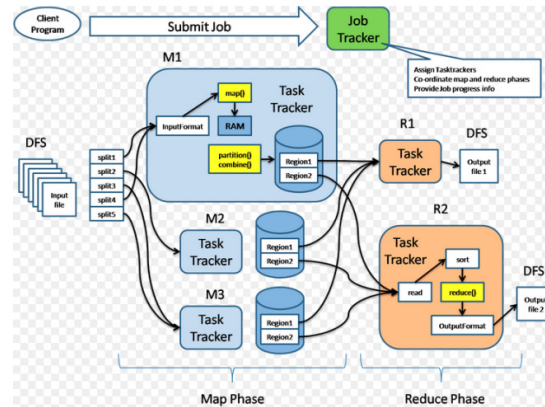 Client
Program
Submit Job
Job
Tracker
Assign Tasktrackers
Co-ordinate map and reduce phases
Provide Job progress info
M1
map()
Task
Tracker
InputFormat
RAM
partition()
combine()
Region1
Region2
DFS
Input
file
split1
split2
split3
split4
split5
M2
Task
Tracker
Region1
Region2
M3
Task
Tracker
Region1
Region2
R1
Task
Tracker
DFS
Output
file 1
R2
Task
Tracker
sort
read
reduce()
OutputFormat
DFS
Output
file 2
Map Phase
Reduce Phase